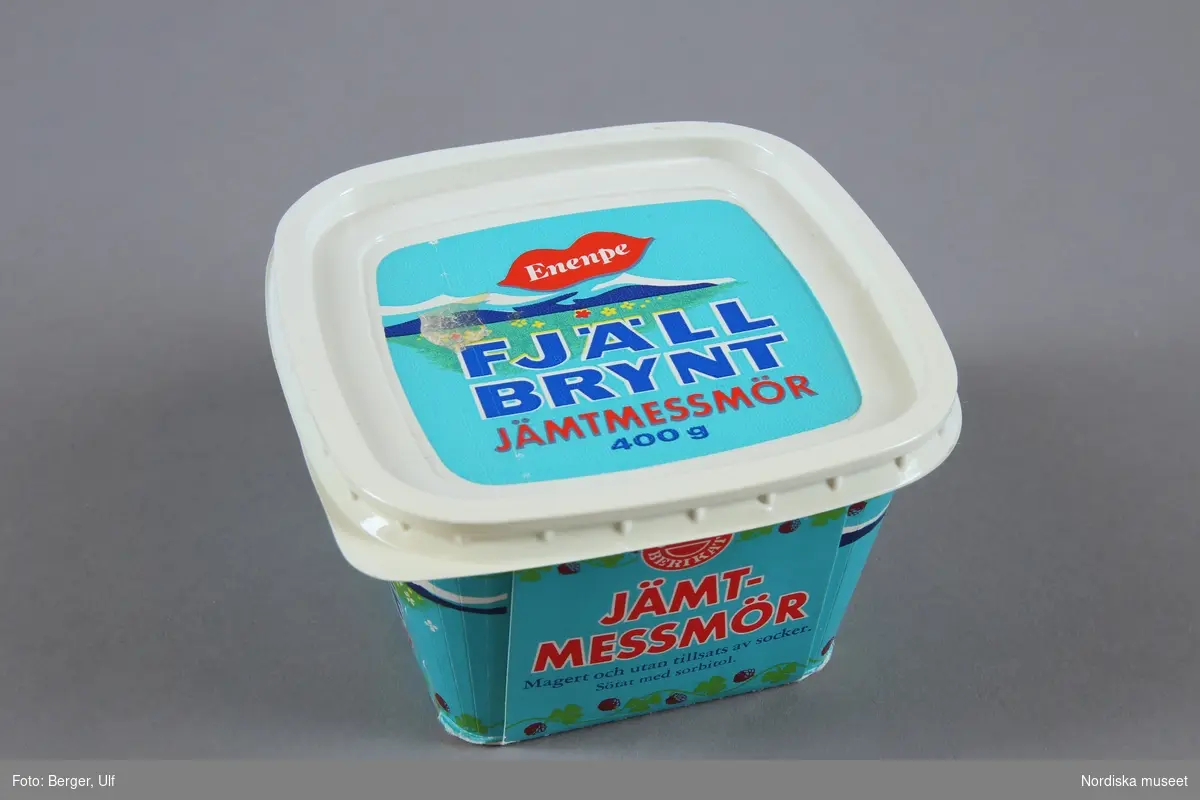 Enenpe
FJÄLL
BRYNT
JÄMTMESSMÖR
400 g
BERIKAT
JÄMT-
MESSMÖR
Magert och utan tillsats av socker.
Sötat med sorbitol.
Foto: Berger, Ulf
Nordiska museet